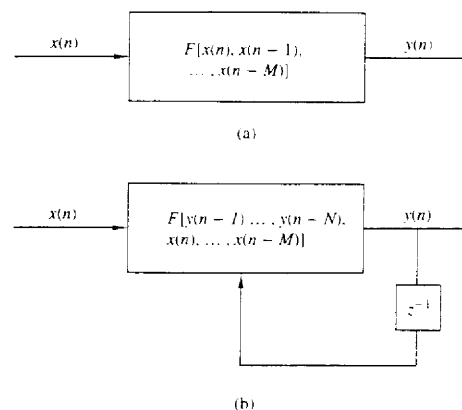 x(n)
F[x(n), x(n − 1),
... , x(n − M)]
y(n)
(a)
x(n)
F[y(n − 1) ... , y(n − N),
x(n), ... , x(n − M)]
y(n)
z⁻¹
(b)